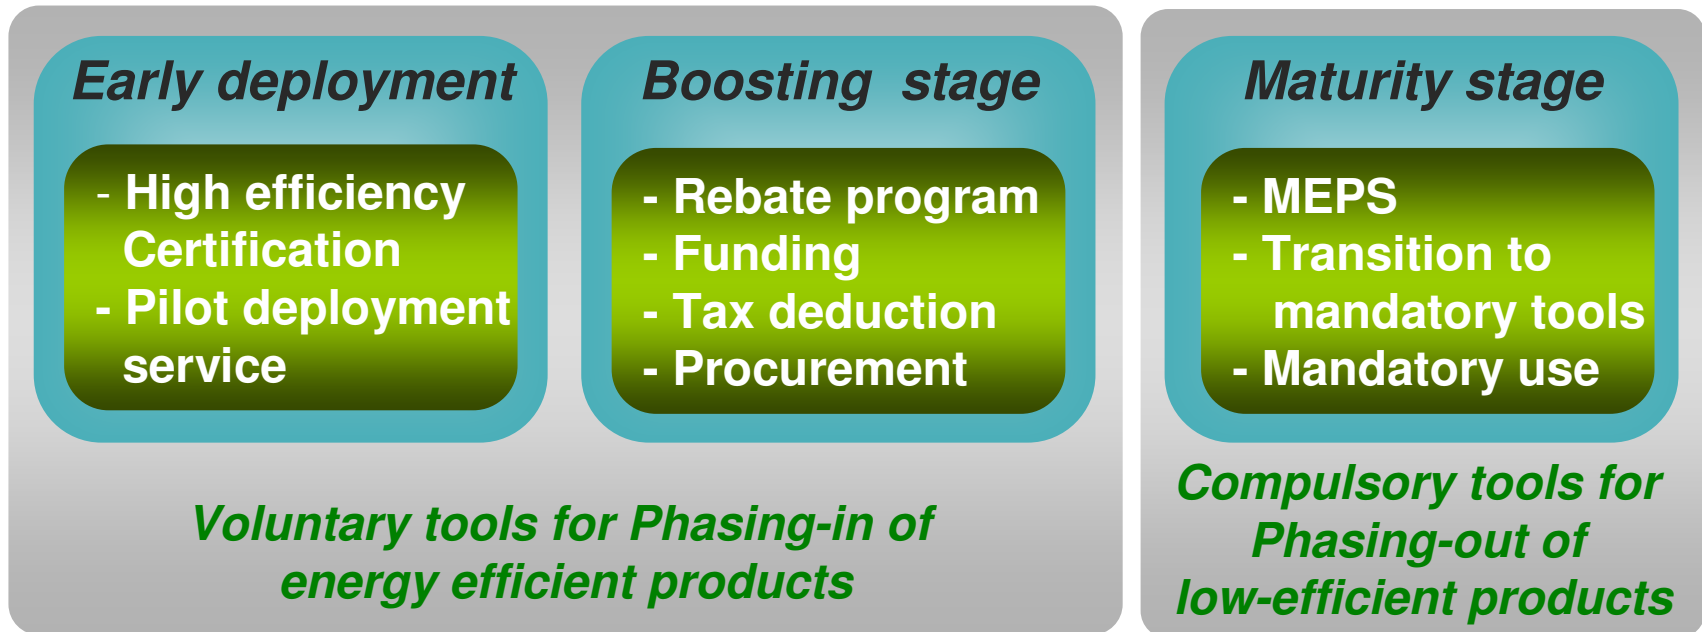 Early deployment
- High efficiency
Certification
- Pilot deployment
service
Boosting stage
- Rebate program
- Funding
- Tax deduction
- Procurement
Voluntary tools for Phasing-in of
energy efficient products
Maturity stage
- MEPS
- Transition to
mandatory tools
- Mandatory use
Compulsory tools for
Phasing-out of
low-efficient products